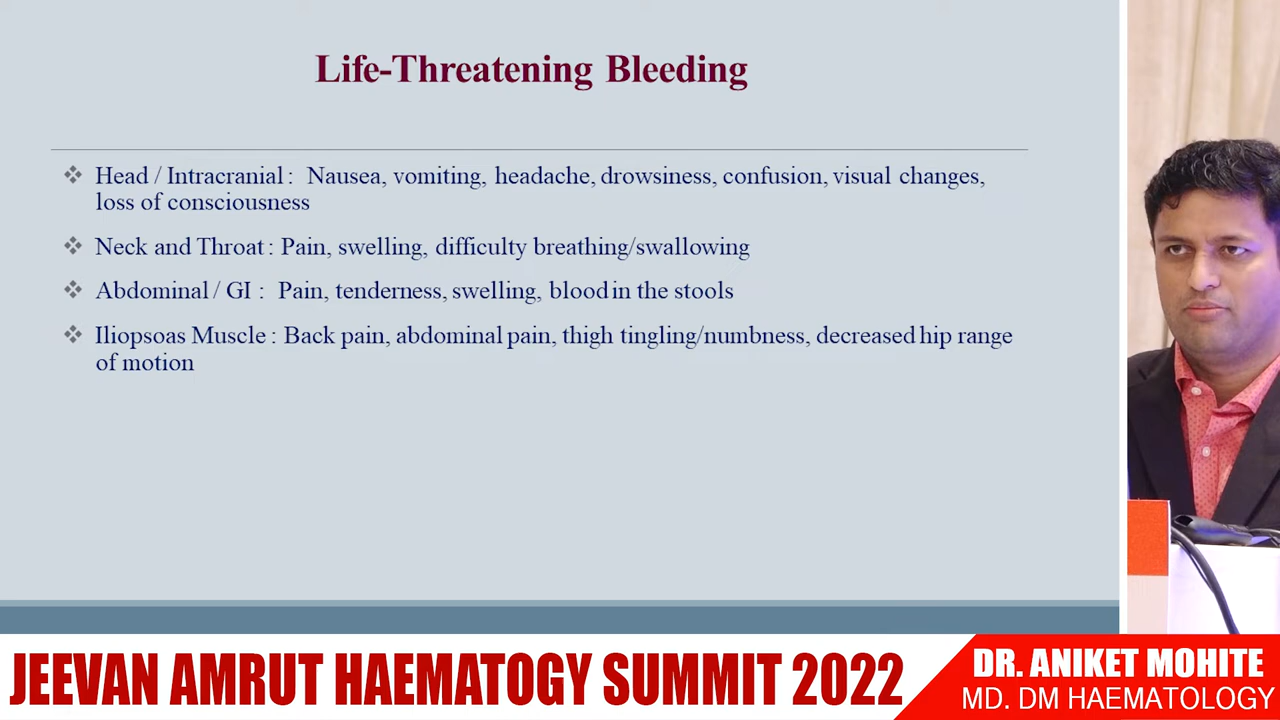 Life-Threatening Bleeding
❖ Head / Intracranial : Nausea, vomiting, headache, drowsiness, confusion, visual changes,
loss of consciousness
❖ Neck and Throat : Pain, swelling, difficulty breathing/swallowing
❖ Abdominal / GI : Pain, tenderness, swelling, blood in the stools
❖ Iliopsoas Muscle : Back pain, abdominal pain, thigh tingling/numbness, decreased hip range
of motion
JEEVAN AMRUT HAEMATOGY SUMMIT 2022
DR. ANIKET MOHITE
MD. DM HAEMATOLOGY